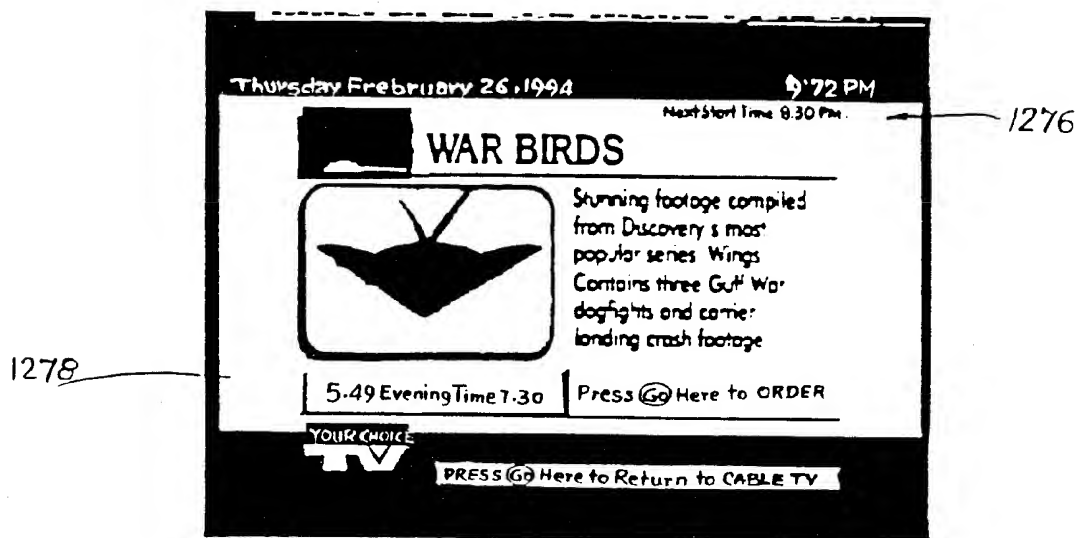 Thursday Frebruary 26, 1994 9:72 PM
Next Start Time 8.30 PM.
1276
WAR BIRDS
Stunning footage compiled
from Discovery s most
popular series Wings
Contains three Gulf War
dogfights and carrier
landing crash footage
1278
5.49 Evening Time 7.30 Press Go Here to ORDER
YOUR CHOICE
TV
PRESS Go Here to Return to CABLE TV